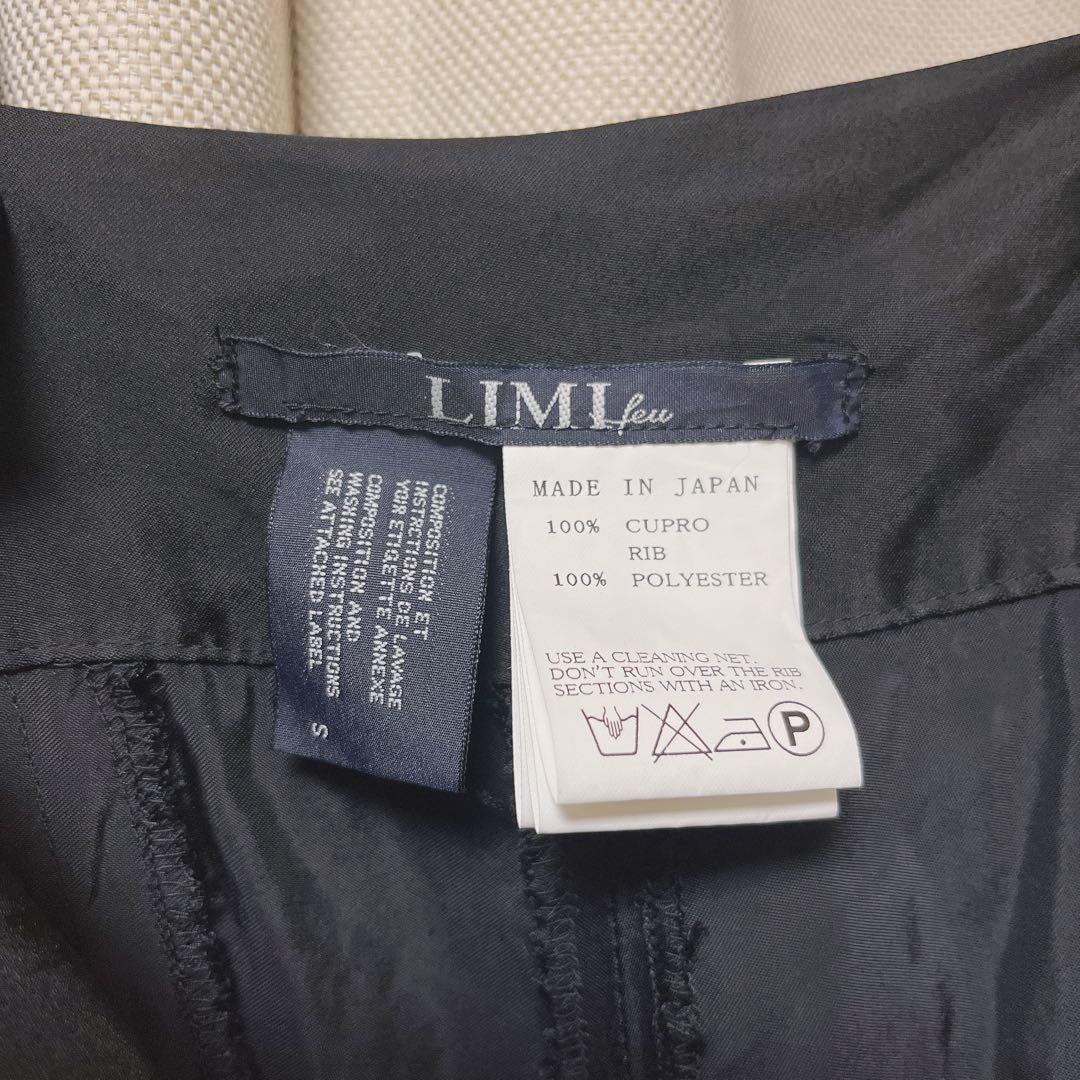 LIMI feu
COMPOSITION ET
INSTRUCTIONS DE LAVAGE
VOIR ETIQUETTE ANNEXE
COMPOSITION AND
WASHING INSTRUCTIONS
SEE ATTACHED LABEL
S
MADE IN JAPAN
100% CUPRO
RIB
100% POLYESTER
USE A CLEANING NET.
DON'T RUN OVER THE RIB
SECTIONS WITH AN IRON.
P